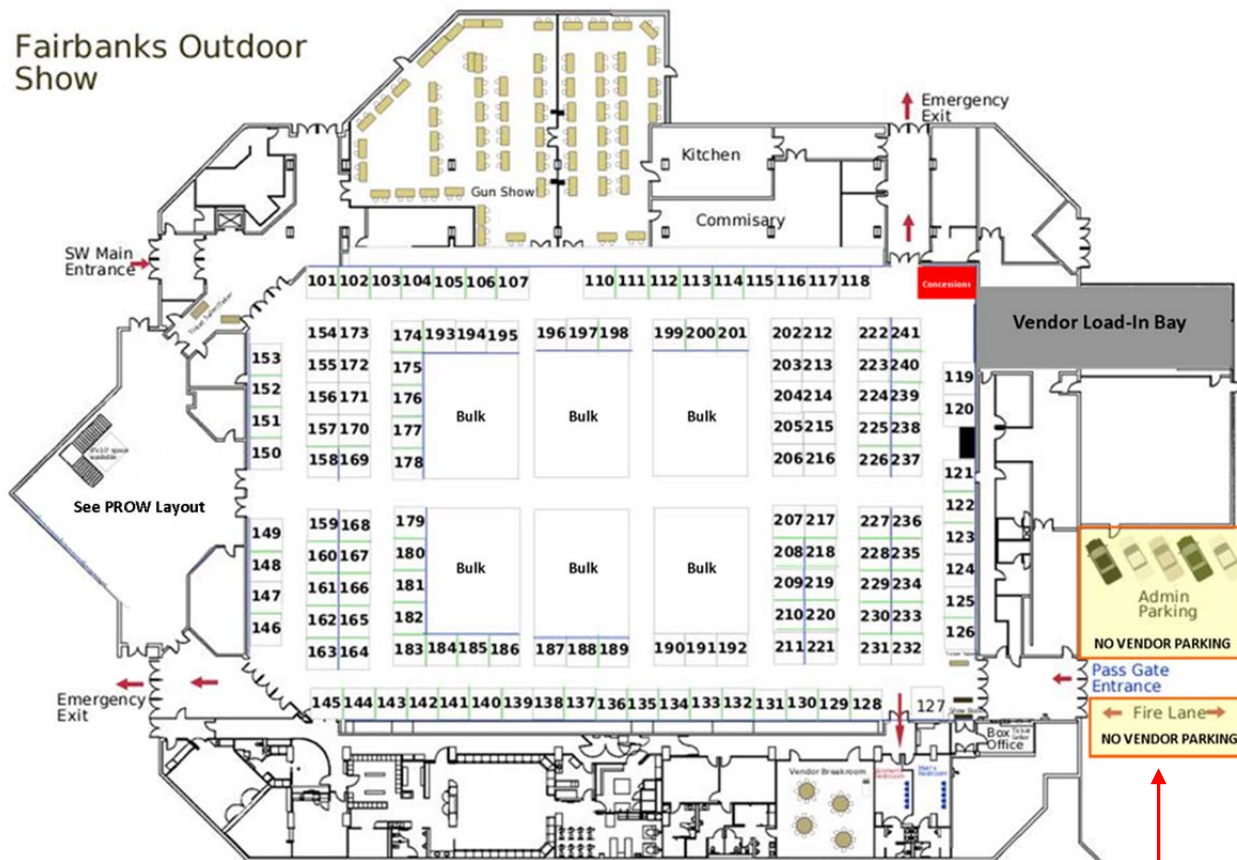 Fairbanks Outdoor
Show
Emergency
Exit
Kitchen
Gun Show
Commisary
SW Main
Entrance
101 102 103 104 105 106 107 110 111 112 113 114 115 116 117 118
Concessions
Vendor Load-In Bay
154 173 174 193 194 195 196 197 198 199 200 201 202 212 222 241
153 155 172 175 203 213 223 240 119
152 156 171 176 Bulk Bulk Bulk 204 214 224 239 120
151 157 170 177 205 215 225 238
150 158 169 178 206 216 226 237 121
See PROW Layout
122
149 159 168 179 207 217 227 236 123
148 160 167 180 Bulk Bulk Bulk 208 218 228 235 124
147 161 166 181 209 219 229 234 125
146 162 165 182 210 220 230 233 126
163 164 183 184 185 186 187 188 189 190 191 192 211 221 231 232
Admin
Parking
NO VENDOR PARKING
Pass Gate
Entrance
Emergency
Exit
145 144 143 142 141 140 139 138 137 136 135 134 133 132 131 130 129 128 127
Fire Lane
NO VENDOR PARKING
Box
Office
Ticket
Seller
Vendor Breakroom